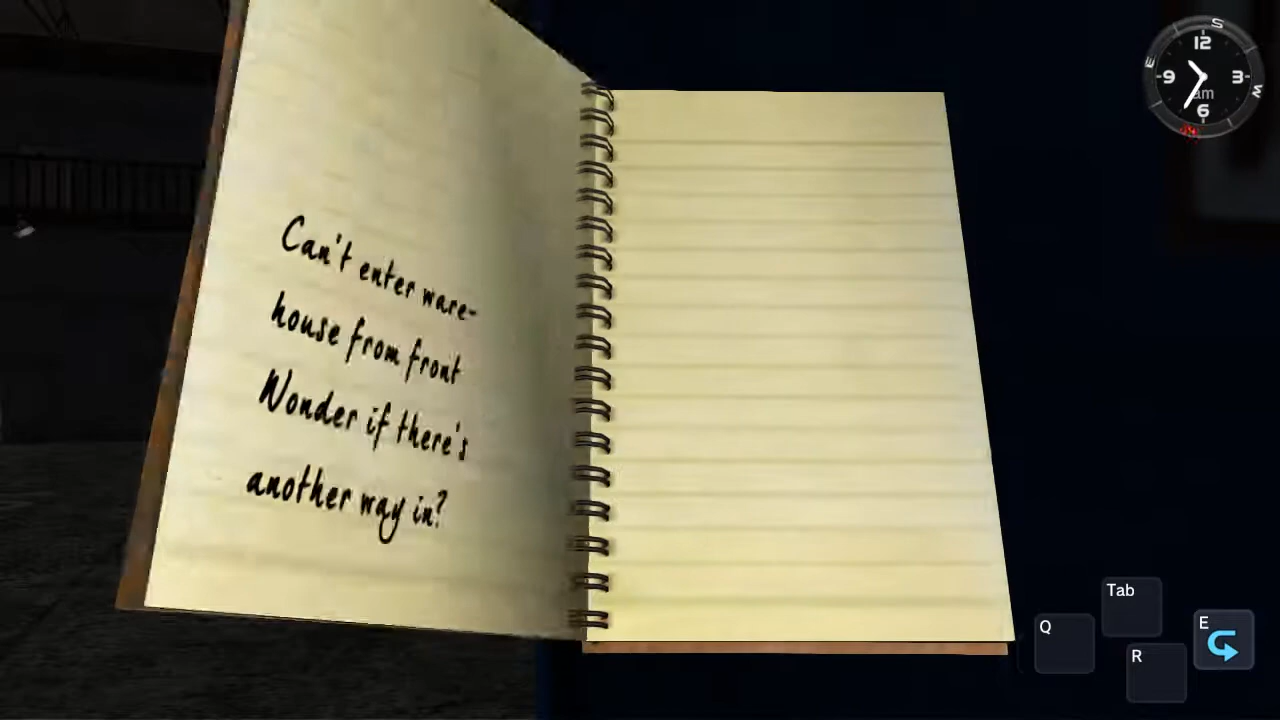 S
12
E
9
3
W
am
6
Can't enter ware-
house from front
Wonder if there's
another way in?
Tab
Q
E
R